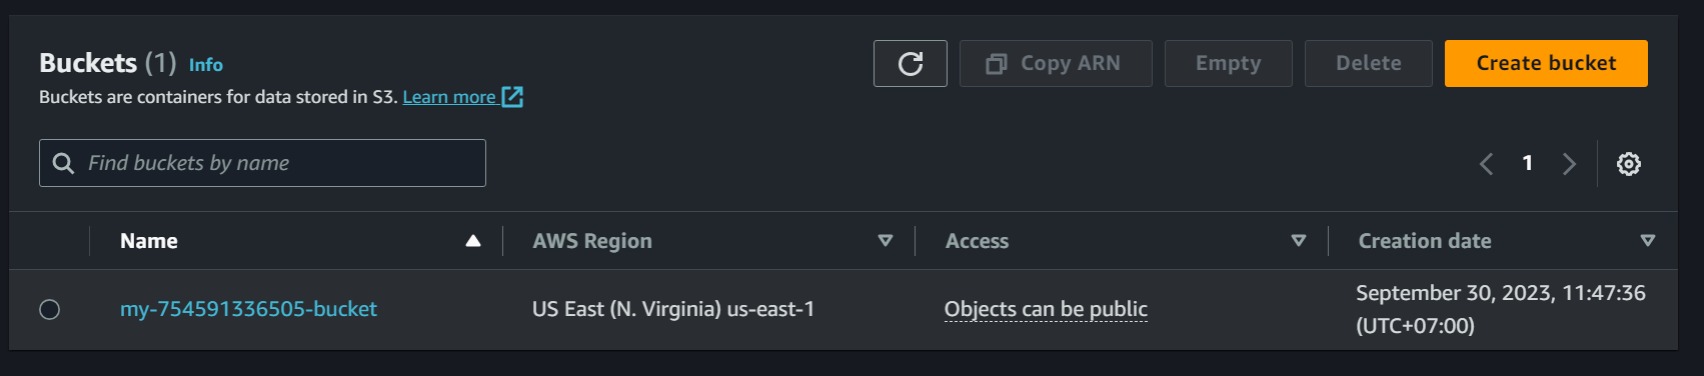 Buckets (1) Info
Buckets are containers for data stored in S3. Learn more
Copy ARN
Empty
Delete
Create bucket
Find buckets by name
1
Name AWS Region Access Creation date
my-754591336505-bucket US East (N. Virginia) us-east-1 Objects can be public September 30, 2023, 11:47:36
(UTC+07:00)